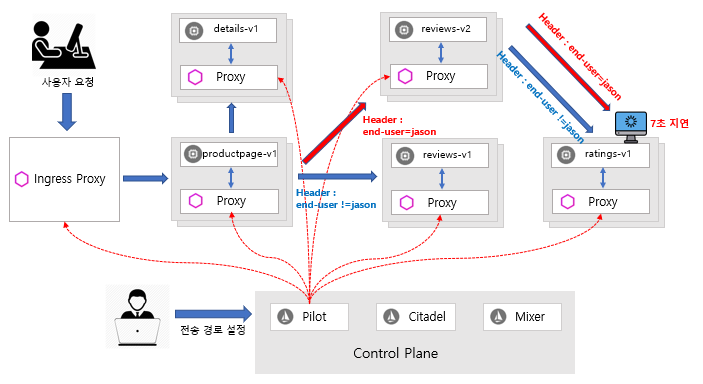 사용자 요청
Ingress Proxy
details-v1
Proxy
productpage-v1
Proxy
Header :
end-user=jason
Header :
end-user !=jason
reviews-v2
Proxy
reviews-v1
Proxy
Header : end-user=jason
Header : end-user !=jason
7초 지연
ratings-v1
Proxy
전송 경로 설정
Pilot
Citadel
Mixer
Control Plane